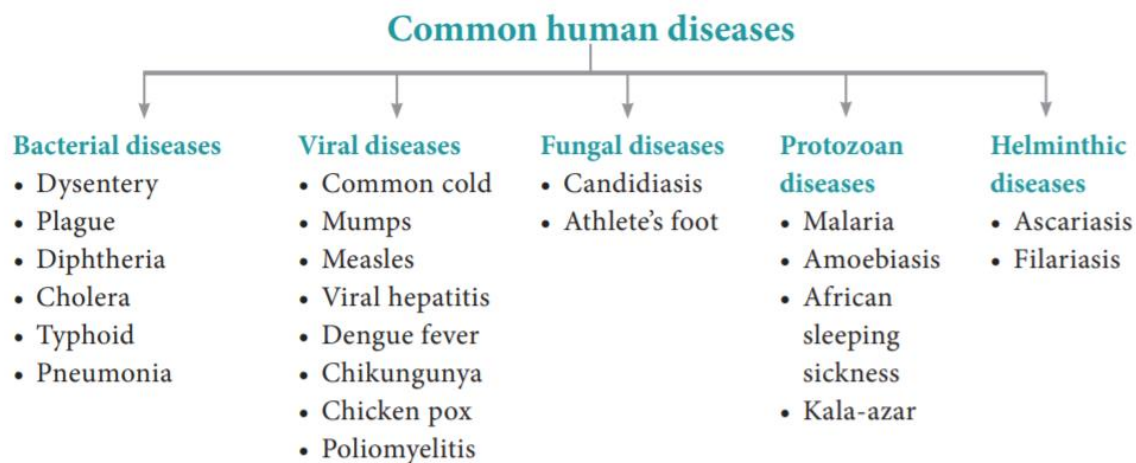 Common human diseases
Bacterial diseases
• Dysentery
• Plague
• Diphtheria
• Cholera
• Typhoid
• Pneumonia
Viral diseases
• Common cold
• Mumps
• Measles
• Viral hepatitis
• Dengue fever
• Chikungunya
• Chicken pox
• Poliomyelitis
Fungal diseases
• Candidiasis
• Athlete’s foot
Protozoan
diseases
• Malaria
• Amoebiasis
• African
sleeping
sickness
• Kala-azar
Helminthic
diseases
• Ascariasis
• Filariasis